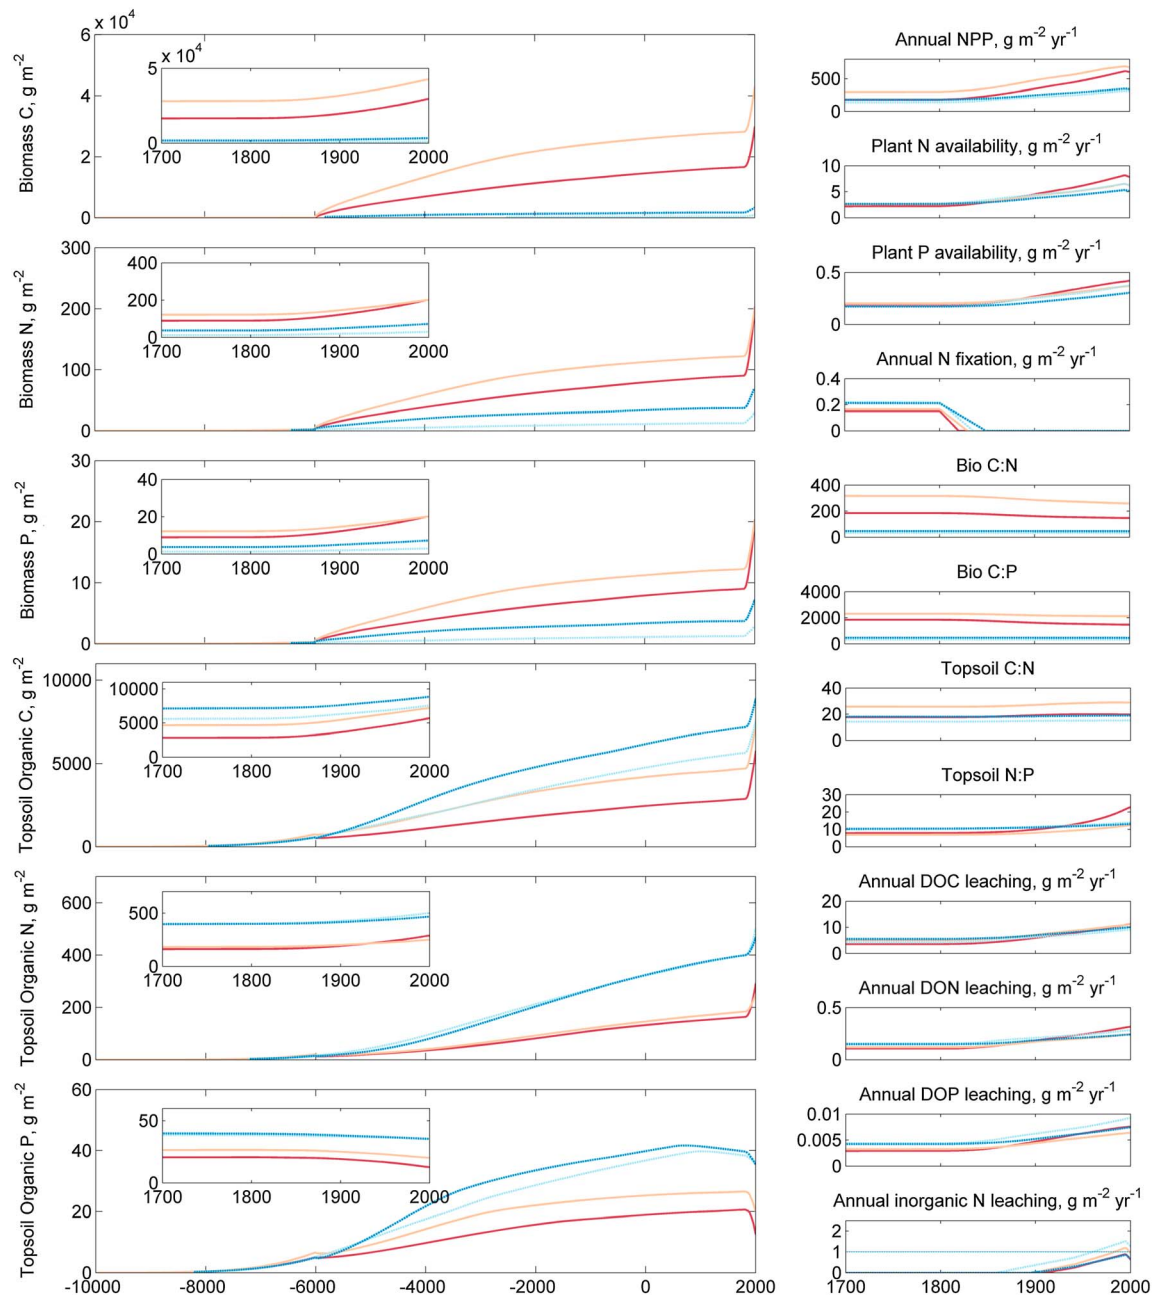 x 10⁴
6
4
2
0
Biomass C, g m⁻²
x 10⁴
5
0
1700 1800 1900 2000
300
200
100
0
Biomass N, g m⁻²
400
200
0
1700 1800 1900 2000
30
20
10
0
Biomass P, g m⁻²
40
20
0
1700 1800 1900 2000
10000
5000
0
Topsoil Organic C, g m⁻²
10000
5000
0
1700 1800 1900 2000
600
400
200
0
Topsoil Organic N, g m⁻²
500
0
1700 1800 1900 2000
60
40
20
0
Topsoil Organic P, g m⁻²
50
0
1700 1800 1900 2000
-10000 -8000 -6000 -4000 -2000 0 2000
Annual NPP, g m⁻² yr⁻¹
500
0
Plant N availability, g m⁻² yr⁻¹
10
5
0
Plant P availability, g m⁻² yr⁻¹
0.5
0
Annual N fixation, g m⁻² yr⁻¹
0.4
0.2
0
Bio C:N
400
200
0
Bio C:P
4000
2000
0
Topsoil C:N
40
20
0
Topsoil N:P
30
20
10
0
Annual DOC leaching, g m⁻² yr⁻¹
20
10
0
Annual DON leaching, g m⁻² yr⁻¹
0.5
0
Annual DOP leaching, g m⁻² yr⁻¹
0.01
0.005
0
Annual inorganic N leaching, g m⁻² yr⁻¹
2
1
0
1700 1800 1900 2000